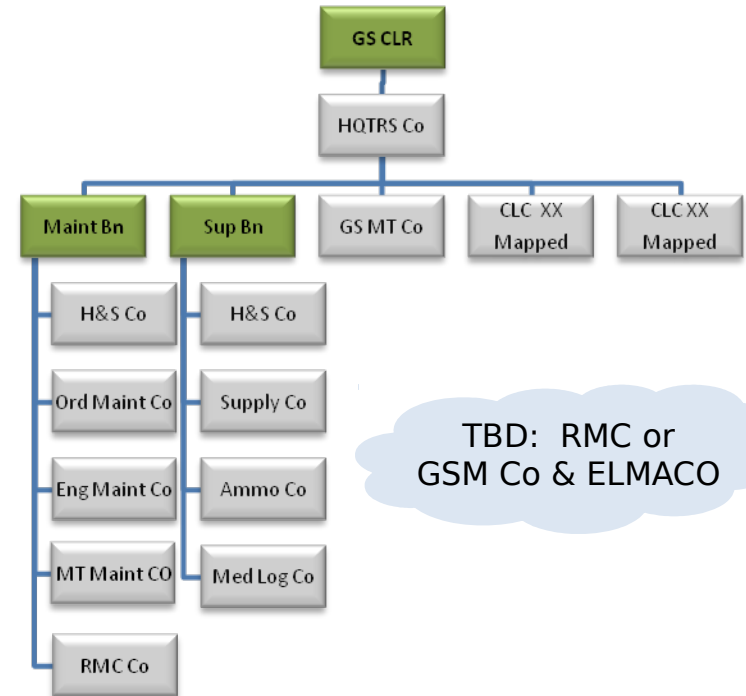 GS CLR
HQTRS Co
Maint Bn
Sup Bn
GS MT Co
CLC XX
Mapped
CLC XX
Mapped
H&S Co
H&S Co
Ord Maint Co
Supply Co
Eng Maint Co
Ammo Co
MT Maint CO
Med Log Co
RMC Co
TBD: RMC or
GSM Co & ELMACO